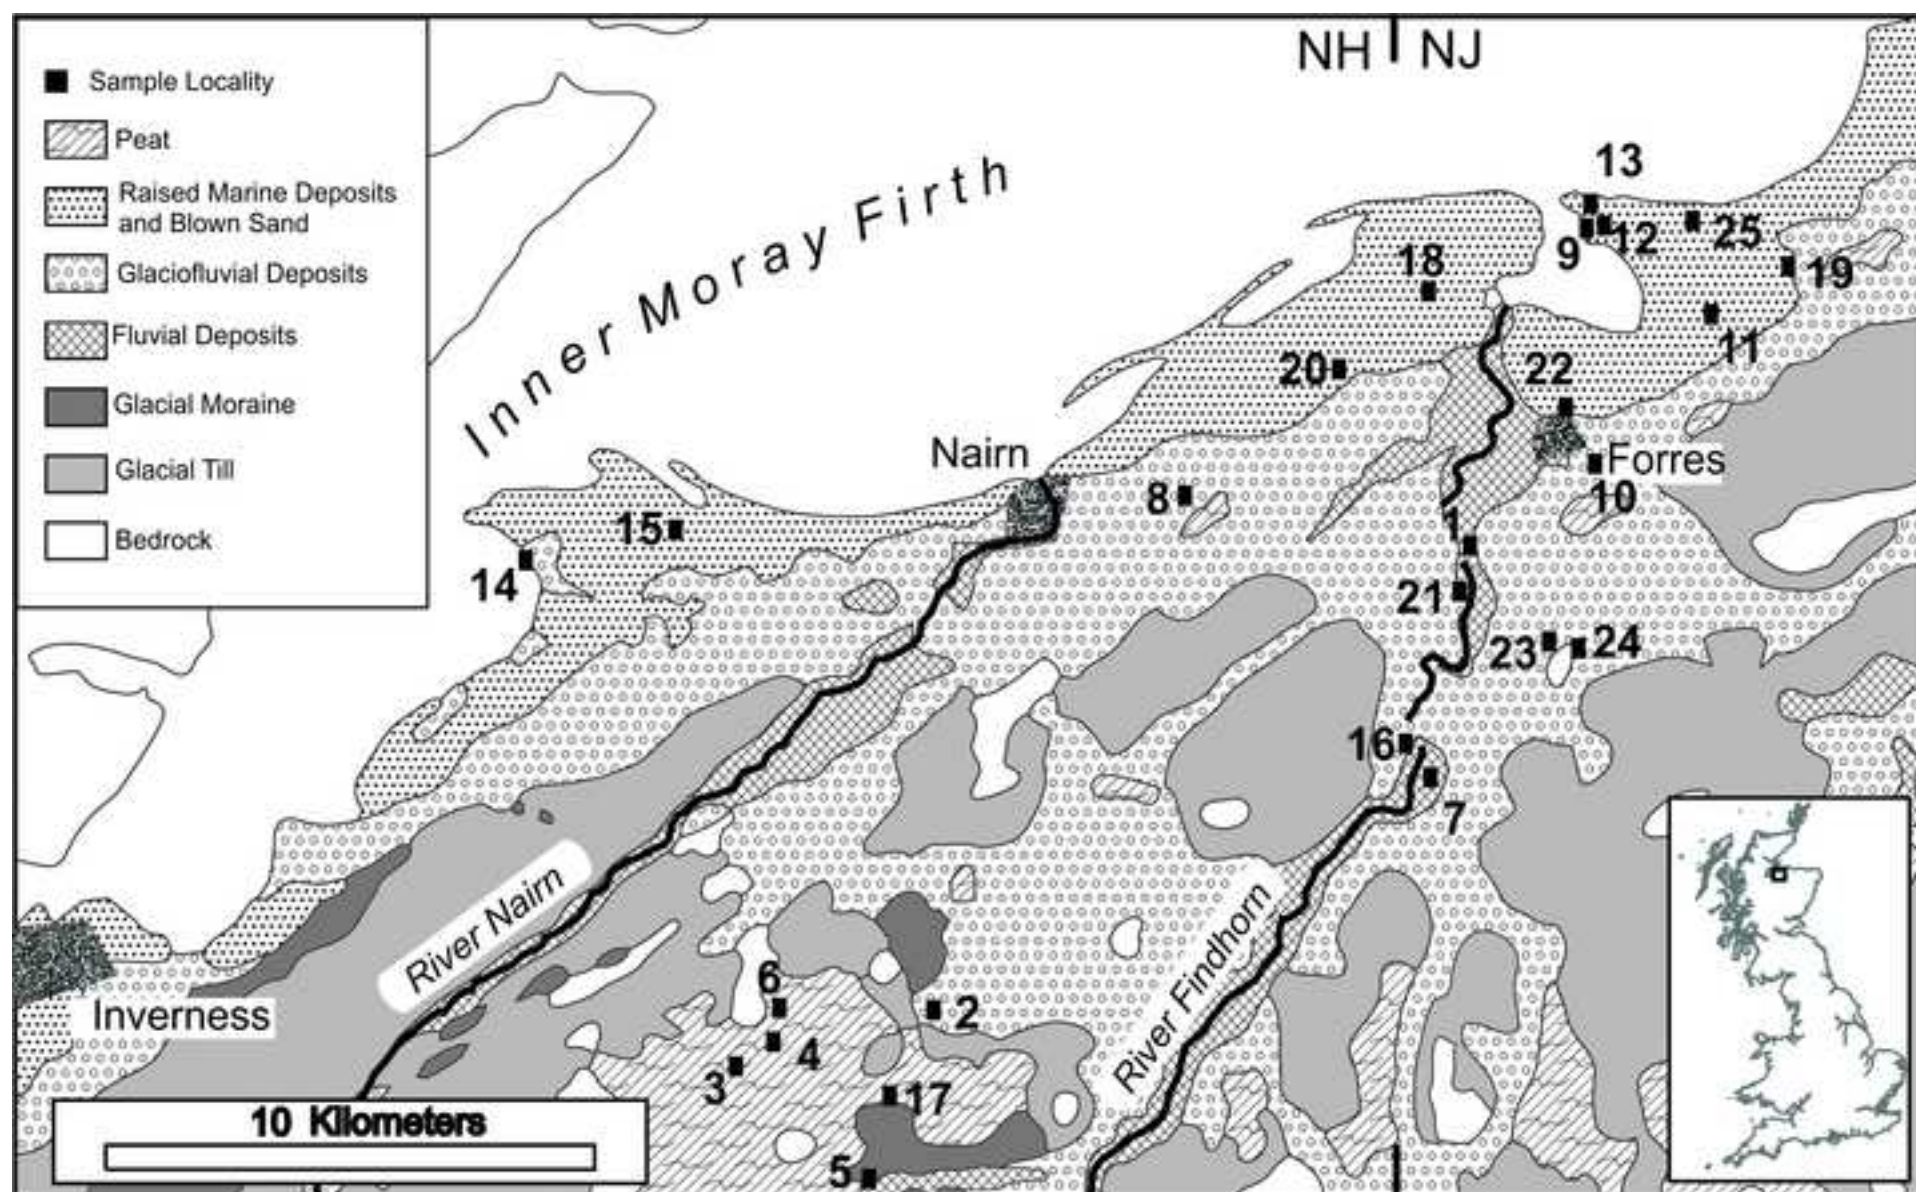 NH NJ
Sample Locality
Peat
Raised Marine Deposits
and Blown Sand
Glaciofluvial Deposits
Fluvial Deposits
Glacial Moraine
Glacial Till
Bedrock
Inner Moray Firth
13
9
12
25
18
19
11
20
22
Nairn
Forres
8
10
15
1
14
21
23
24
16
7
River Nairn
River Findhorn
6
Inverness
2
4
3
17
10 Kilometers
5